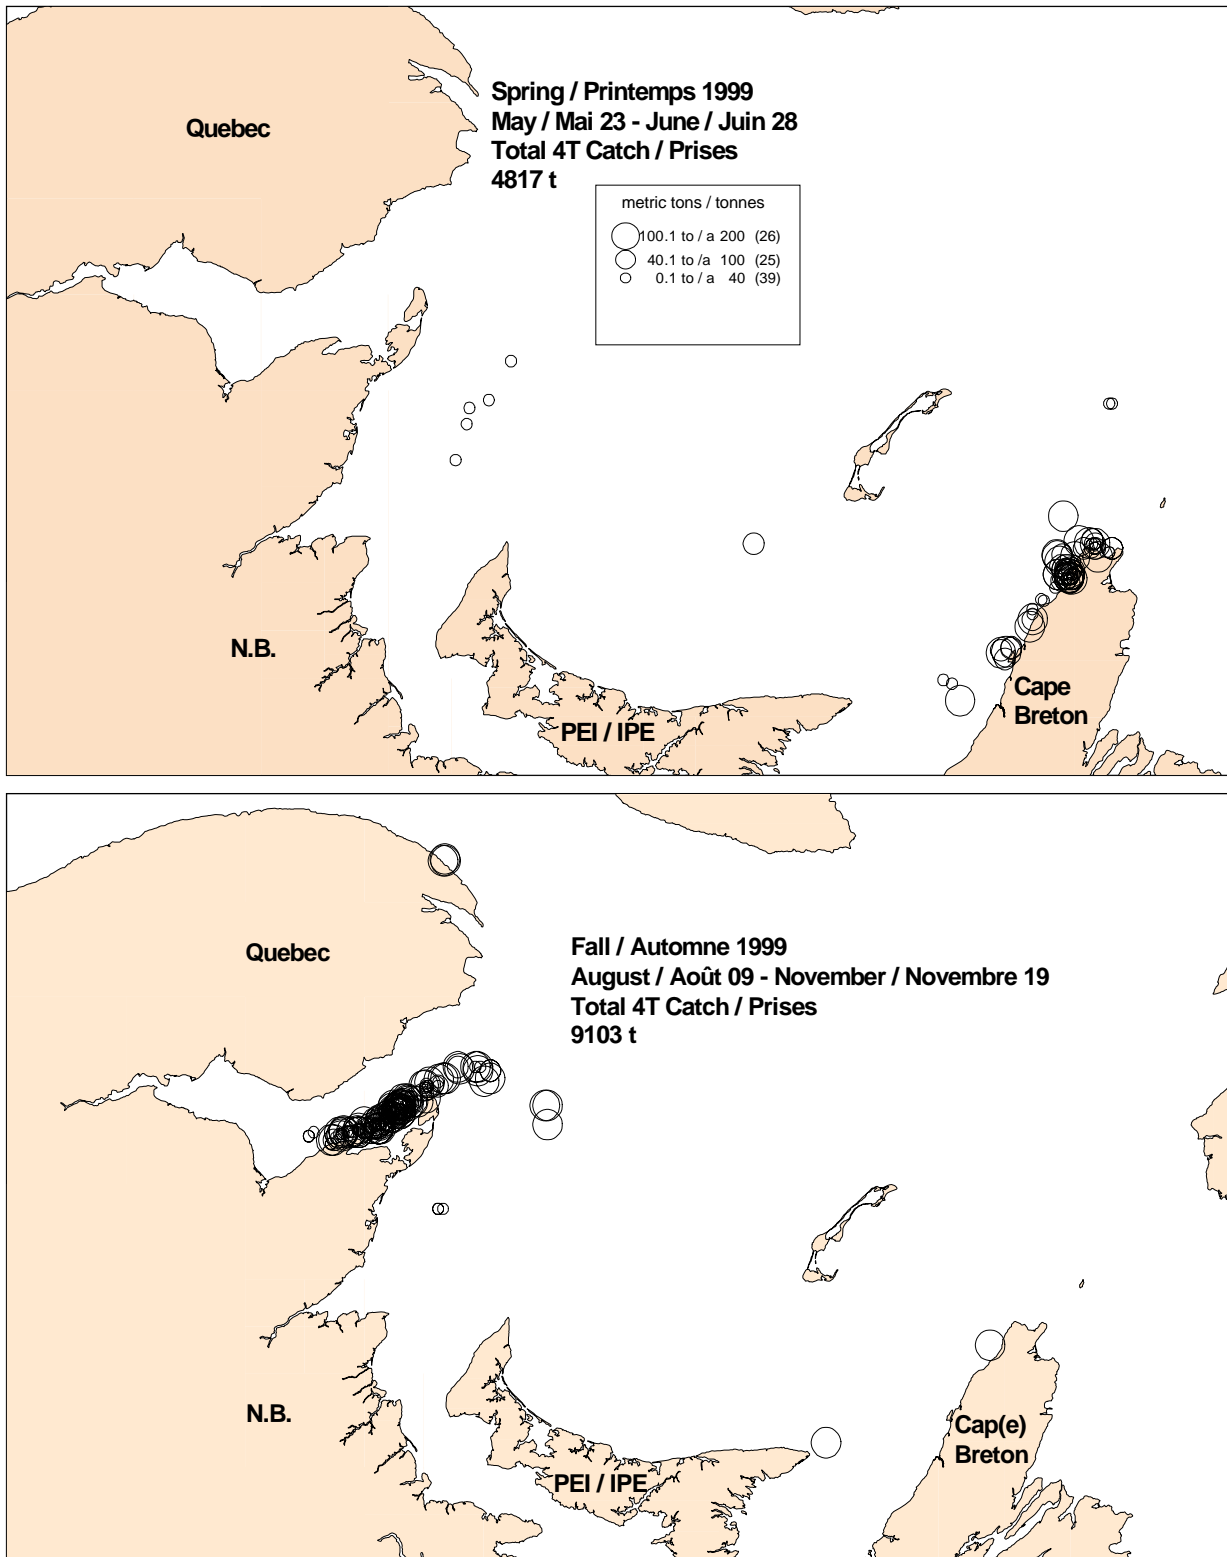 Spring / Printemps 1999
May / Mai 23 - June / Juin 28
Total 4T Catch / Prises
4817 t
Quebec
metric tons / tonnes
100.1 to / a 200 (26)
40.1 to /a 100 (25)
0.1 to / a 40 (39)
N.B.
Cape
Breton
PEI / IPE
Fall / Automne 1999
August / Août 09 - November / Novembre 19
Total 4T Catch / Prises
9103 t
Quebec
N.B.
Cap(e)
Breton
PEI / IPE